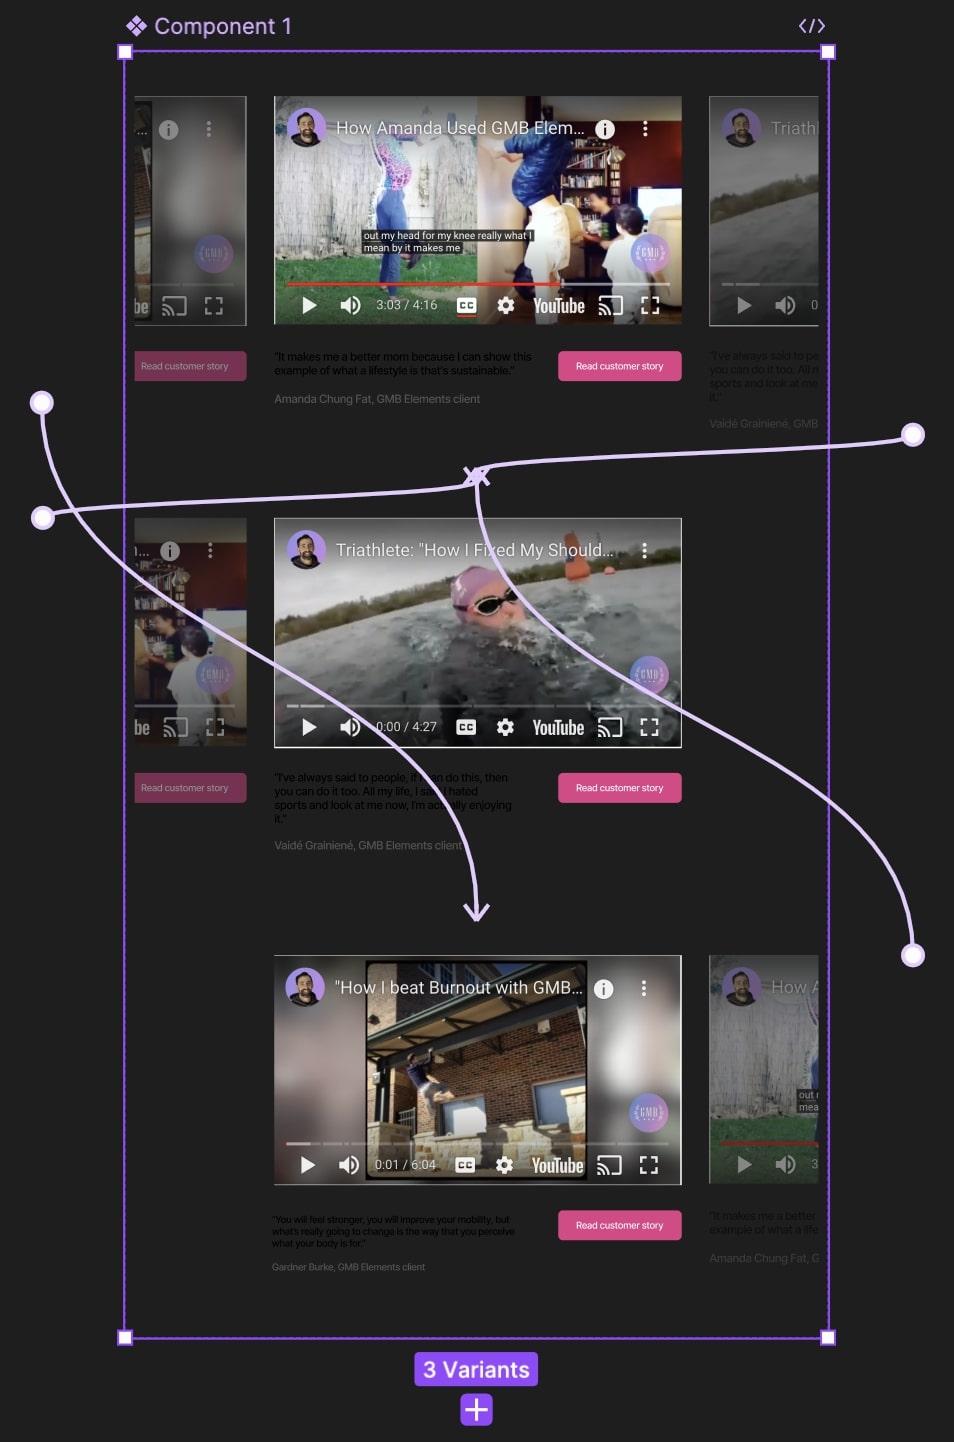 Component 1
...
How Amanda Used GMB Elem...
Triathl
out my head for my knee really what I
mean by it makes me
GMB
GMB
be
3:03 / 4:16
CC
YouTube
0
Read customer story
"It makes me a better mom because I can show this
example of what a lifestyle is that's sustainable."
Read customer story
Amanda Chung Fat, GMB Elements client
"I've always said to pe
you can do it too. All m
sports and look at me
it."
Vaidé Grainiené, GMB
...
Triathlete: "How I Fixed My Should...
GMB
GMB
be
0:00 / 4:27
CC
YouTube
Read customer story
"I've always said to people, if I can do this, then
you can do it too. All my life, I said I hated
sports and look at me now, I'm actually enjoying
it."
Read customer story
Vaidé Grainiené, GMB Elements client
"How I beat Burnout with GMB...
How A
out r
mea
GMB
0:01 / 6:04
CC
YouTube
3
"You will feel stronger, you will improve your mobility, but
what's really going to change is the way that you perceive
what your body is for."
Read customer story
Gardner Burke, GMB Elements client
"It makes me a better
example of what a life
Amanda Chung Fat, G
3 Variants